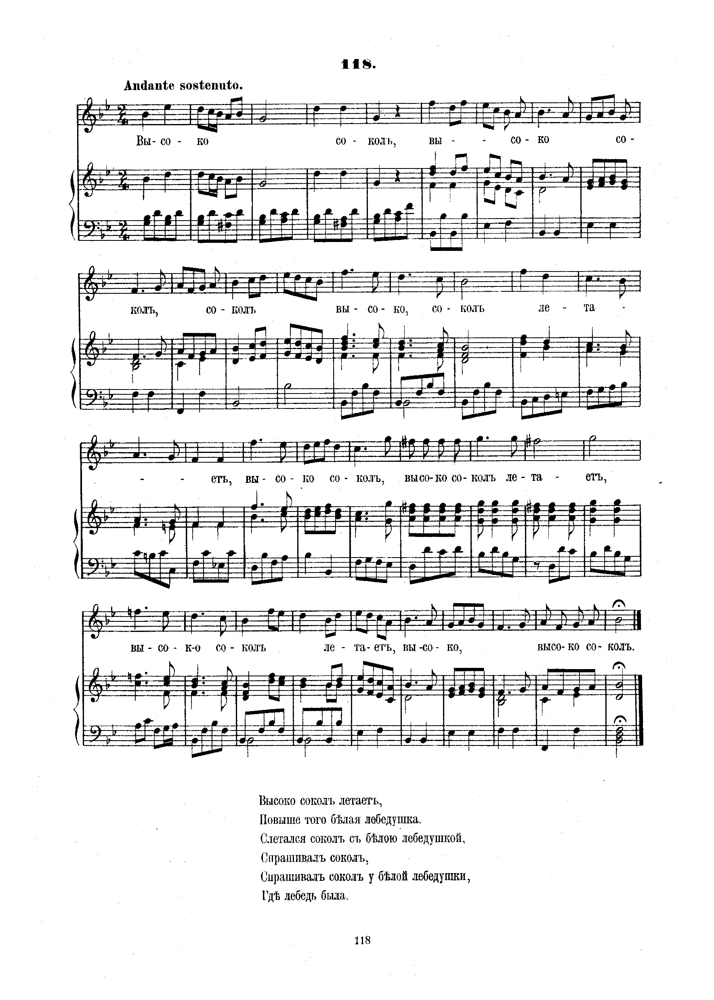 118.
Andante sostenuto.
Вы- со - ко со - колъ, вы - - со - ко со -
колъ, со - колъ вы - со - ко, со - колъ ле - та -
- - етъ, вы - со - ко со - колъ, высо- ко со- колъ ле - та - етъ,
вы - со - к-о со - колъ ле - та- етъ, вы -со - ко, высо- ко со- колъ.
Высоко соколъ летаетъ,
Повыше того бѣлая лебедушка.
Слетался соколъ съ бѣлою лебедушкой,
Спрашивалъ соколъ,
Спрашивалъ соколъ у бѣлой лебедушки,
Гдѣ лебедь была.
118